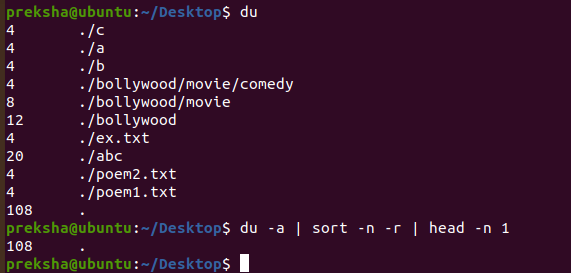 preksha@ubuntu:~/Desktop$ du
4 ./c
4 ./a
4 ./b
4 ./bollywood/movie/comedy
8 ./bollywood/movie
12 ./bollywood
4 ./ex.txt
20 ./abc
4 ./poem2.txt
4 ./poem1.txt
108 .
preksha@ubuntu:~/Desktop$ du -a | sort -n -r | head -n 1
108 .
preksha@ubuntu:~/Desktop$